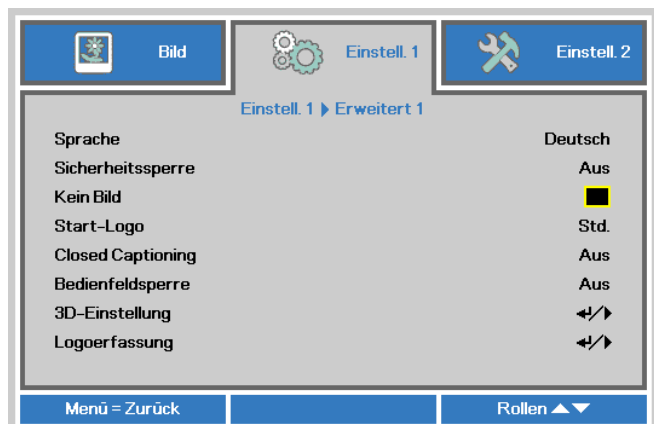 Bild
Einstell. 1
Einstell. 2
Einstell. 1 ▶ Erweitert 1
Sprache Deutsch
Sicherheitssperre Aus
Kein Bild
Start-Logo Std.
Closed Captioning Aus
Bedienfeldsperre Aus
3D-Einstellung ↵/▶
Logoerfassung ↵/▶
Menü = Zurück
Rollen ▲▼